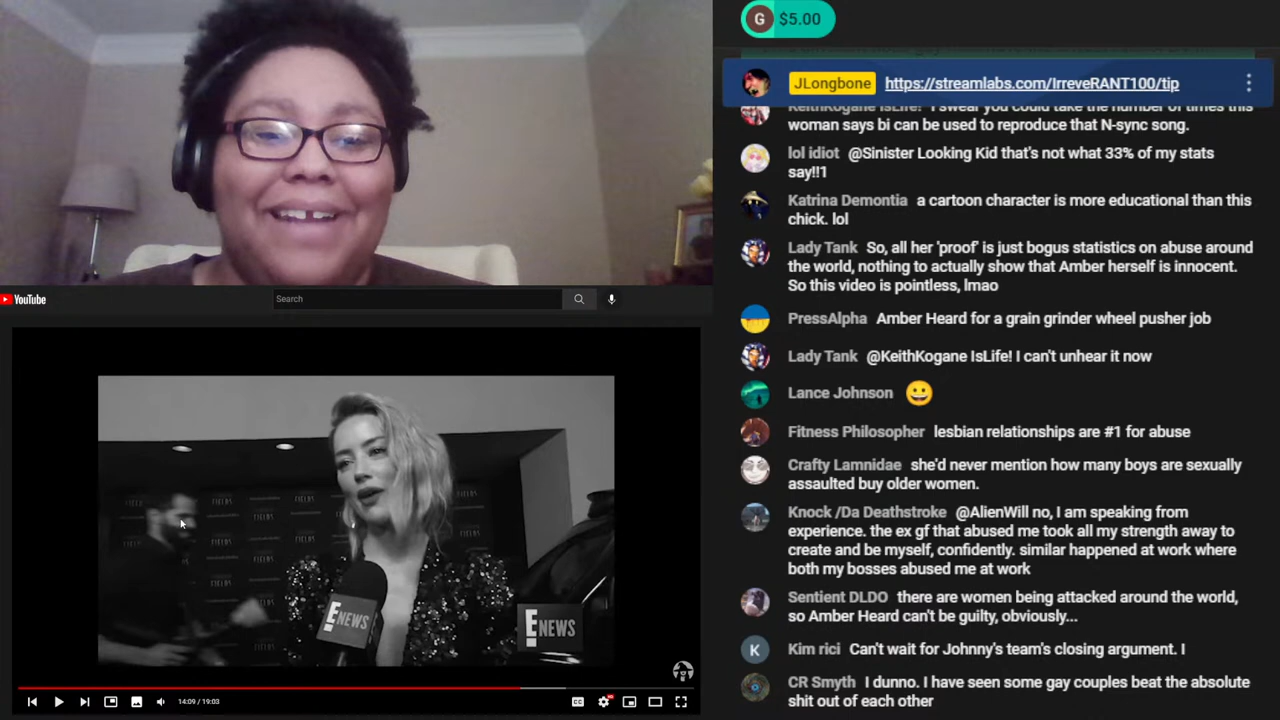 G $5.00
JLongbone https://streamlabs.com/IrreveRANT100/tip
KeithKogane IsLife! I swear you could take the number of times this
woman says bi can be used to reproduce that N-sync song.
lol idiot @Sinister Looking Kid that's not what 33% of my stats
say!!1
Katrina Demontia a cartoon character is more educational than this
chick. lol
Lady Tank So, all her 'proof' is just bogus statistics on abuse around
the world, nothing to actually show that Amber herself is innocent.
So this video is pointless, lmao
PressAlpha Amber Heard for a grain grinder wheel pusher job
Lady Tank @KeithKogane IsLife! I can't unhear it now
Lance Johnson 😀
Fitness Philosopher lesbian relationships are #1 for abuse
Crafty Lamnidae she'd never mention how many boys are sexually
assaulted buy older women.
Knock /Da Deathstroke @AlienWill no, I am speaking from
experience. the ex gf that abused me took all my strength away to
create and be myself, confidently. similar happened at work where
both my bosses abused me at work
Sentient DLDO there are women being attacked around the world,
so Amber Heard can't be guilty, obviously...
K Kim rici Can't wait for Johnny's team's closing argument. I
CR Smyth I dunno. I have seen some gay couples beat the absolute
shit out of each other
YouTube
Search
E NEWS
E NEWS
14:09 / 19:03